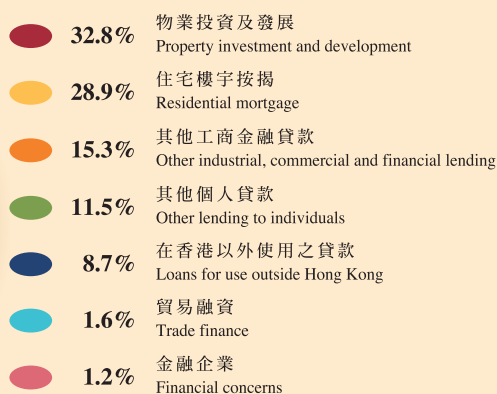 32.8%
物業投資及發展
Property investment and development
28.9%
住宅樓宇按揭
Residential mortgage
15.3%
其他工商金融貸款
Other industrial, commercial and financial lending
11.5%
其他個人貸款
Other lending to individuals
8.7%
在香港以外使用之貸款
Loans for use outside Hong Kong
1.6%
貿易融資
Trade finance
1.2%
金融企業
Financial concerns